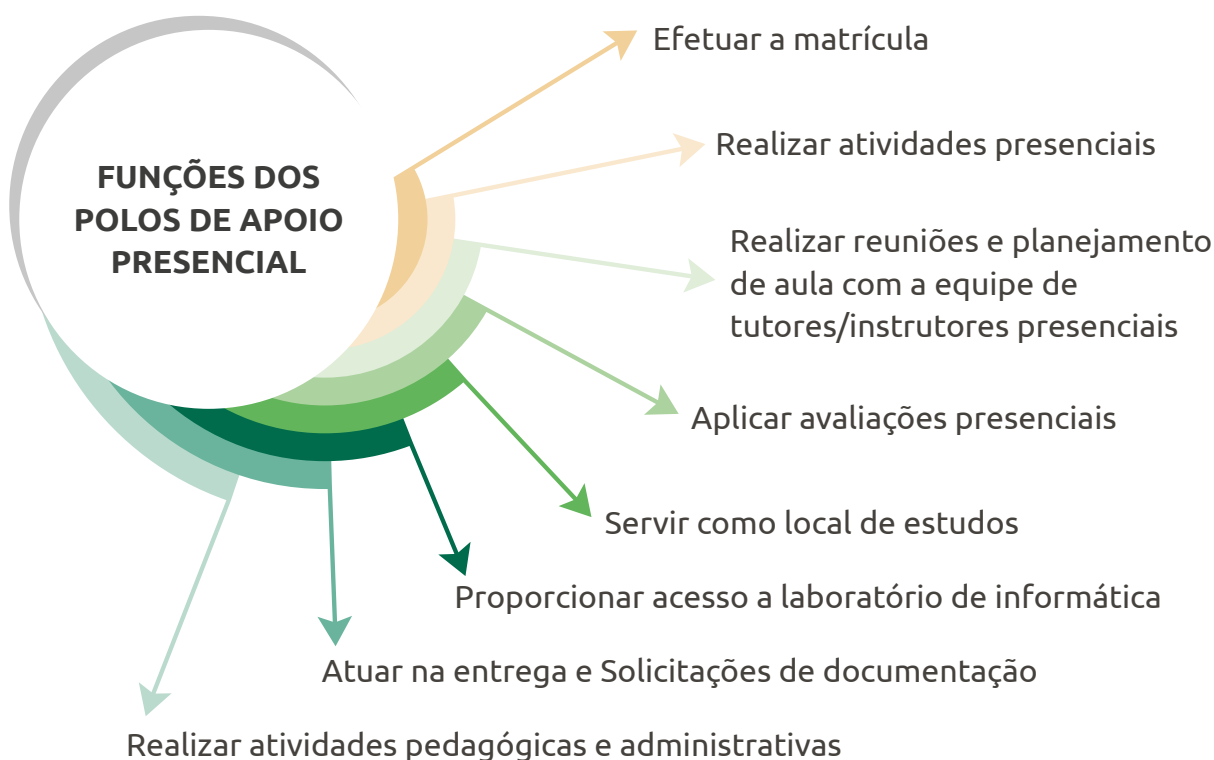 FUNÇÕES DOS
POLOS DE APOIO
PRESENCIAL
Efetuar a matrícula
Realizar atividades presenciais
Realizar reuniões e planejamento
de aula com a equipe de
tutores/instrutores presenciais
Aplicar avaliações presenciais
Servir como local de estudos
Proporcionar acesso a laboratório de informática
Atuar na entrega e Solicitações de documentação
Realizar atividades pedagógicas e administrativas